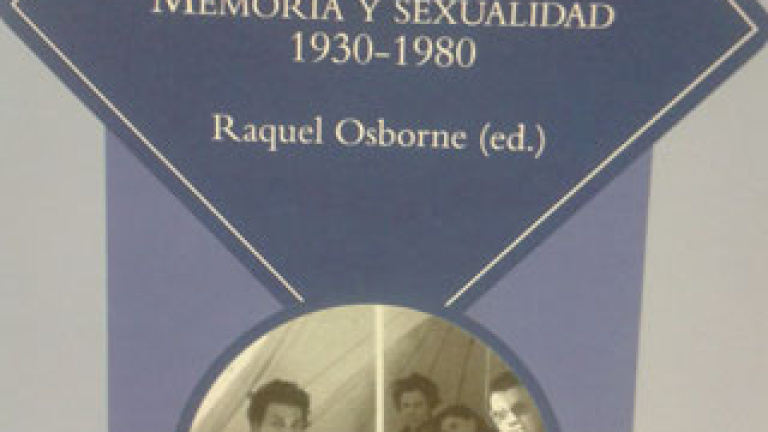 MEMORIA Y SEXUALIDAD
1930-1980
Raquel Osborne (ed.)